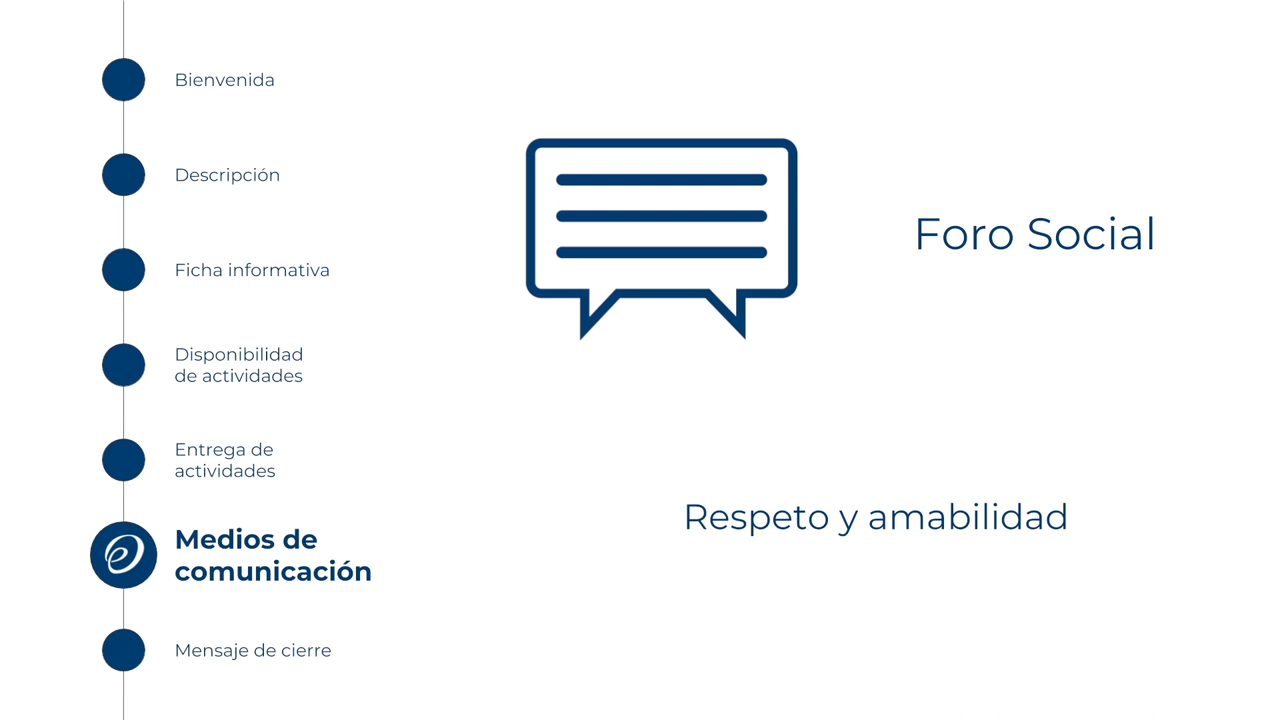 Bienvenida
Descripción
Ficha informativa
Disponibilidad
de actividades
Entrega de
actividades
Medios de
comunicación
Mensaje de cierre
Foro Social
Respeto y amabilidad